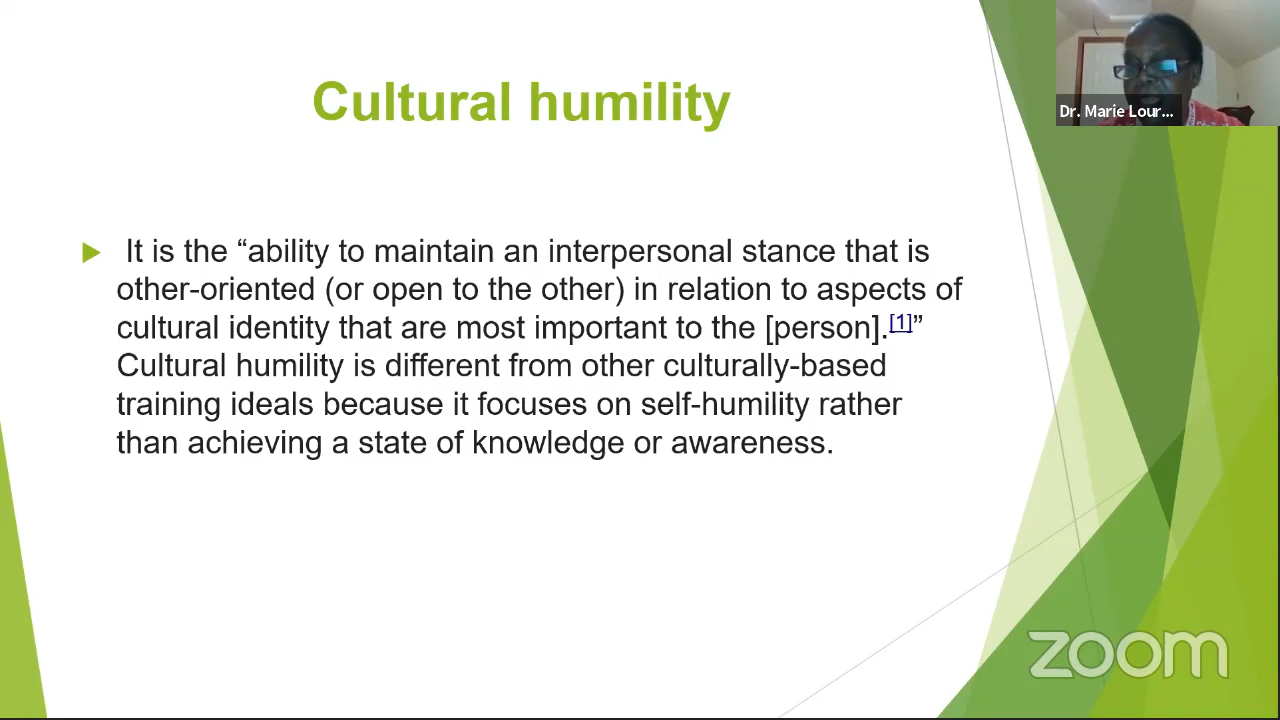 Cultural humility
It is the “ability to maintain an interpersonal stance that is
other-oriented (or open to the other) in relation to aspects of
cultural identity that are most important to the [person].[1]”
Cultural humility is different from other culturally-based
training ideals because it focuses on self-humility rather
than achieving a state of knowledge or awareness.
Dr. Marie Lour...
zoom